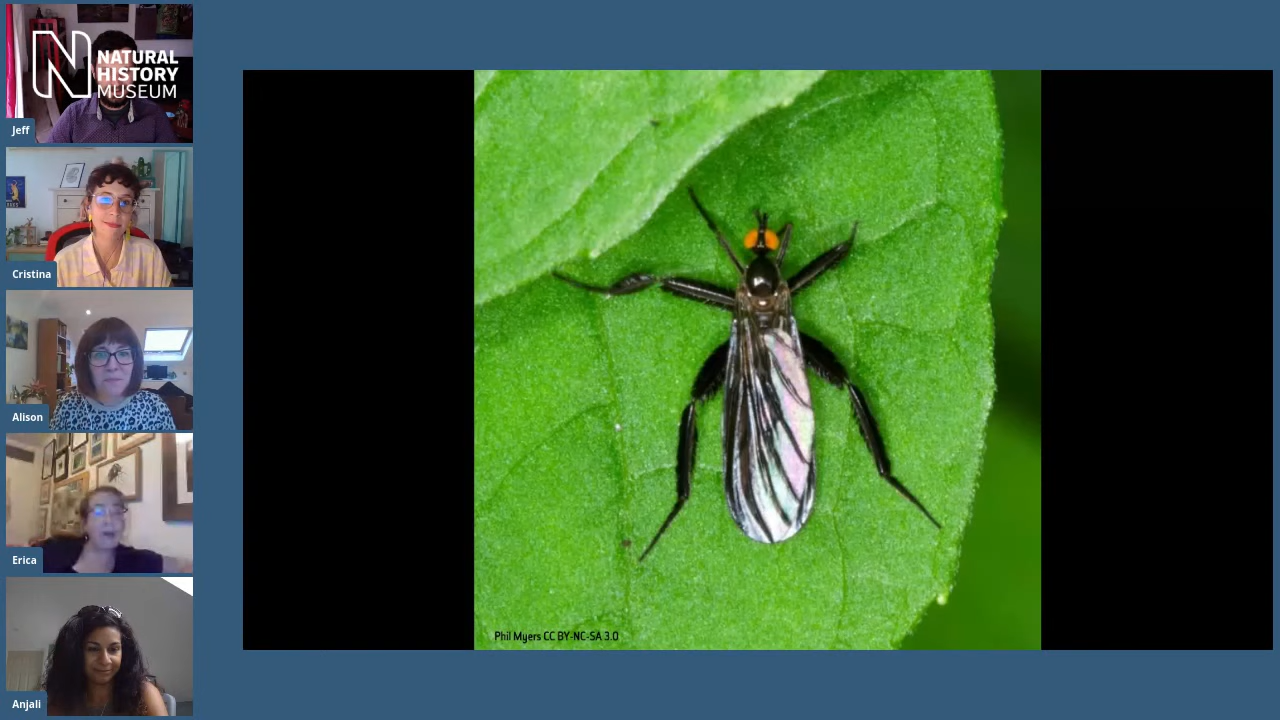 NATURAL
HISTORY
MUSEUM
Jeff
Cristina
Alison
Erica
Anjali
Phil Myers CC BY-NC-SA 3.0